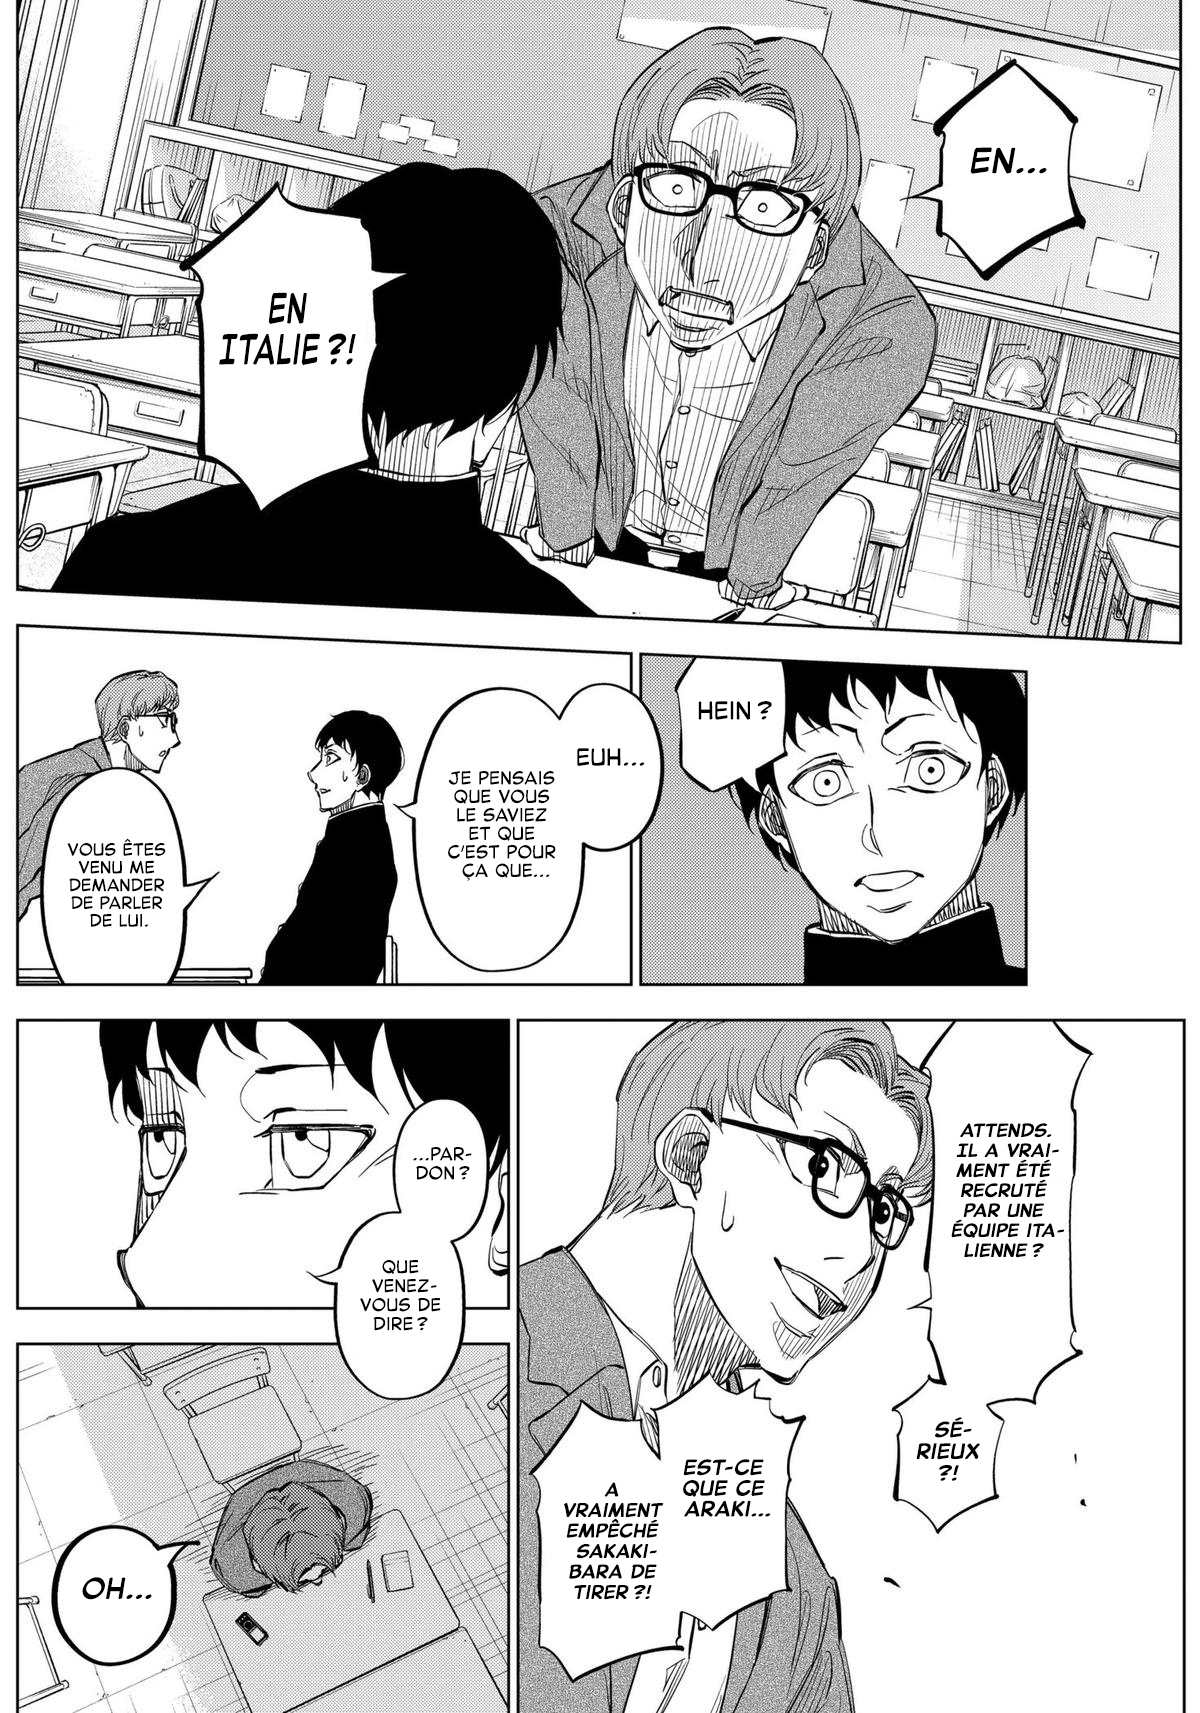 EN...
EN
ITALIE ?!
HEIN ?
EUH...
JE PENSAIS
QUE VOUS
LE SAVIEZ
ET QUE
C'EST POUR
ÇA QUE...
VOUS ÊTES
VENU ME
DEMANDER
DE PARLER
DE LUI.
ATTENDS.
IL A VRAI-
MENT ÉTÉ
RECRUTÉ
PAR UNE
ÉQUIPE ITA-
LIENNE ?
SÉ-
RIEUX
?!
EST-CE
QUE CE
ARAKI...
A
VRAIMENT
EMPÊCHÉ
SAKAKI-
BARA DE
TIRER ?!
...PAR-
DON ?
QUE
VENEZ-
VOUS DE
DIRE ?
OH...